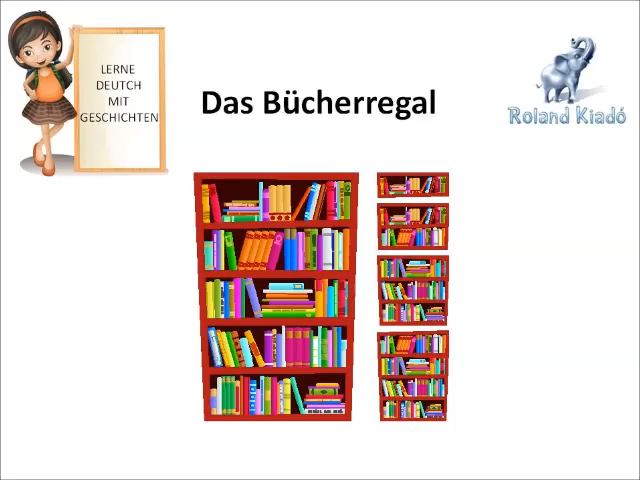 LERNE
DEUTCH
MIT
GESCHICHTEN
Das Bücherregal
Roland Kiadó